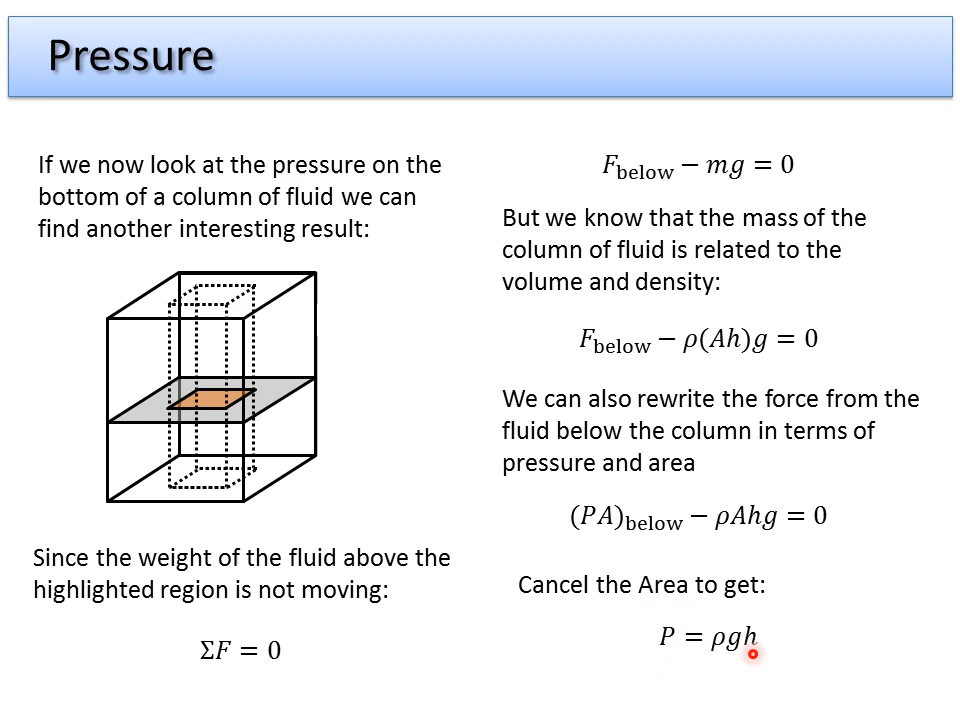 Pressure
If we now look at the pressure on the
bottom of a column of fluid we can
find another interesting result:
Since the weight of the fluid above the
highlighted region is not moving:
ΣF = 0
F_below − mg = 0
But we know that the mass of the
column of fluid is related to the
volume and density:
F_below − ρ(Ah)g = 0
We can also rewrite the force from the
fluid below the column in terms of
pressure and area
(PA)_below − ρAhg = 0
Cancel the Area to get:
P = ρgh